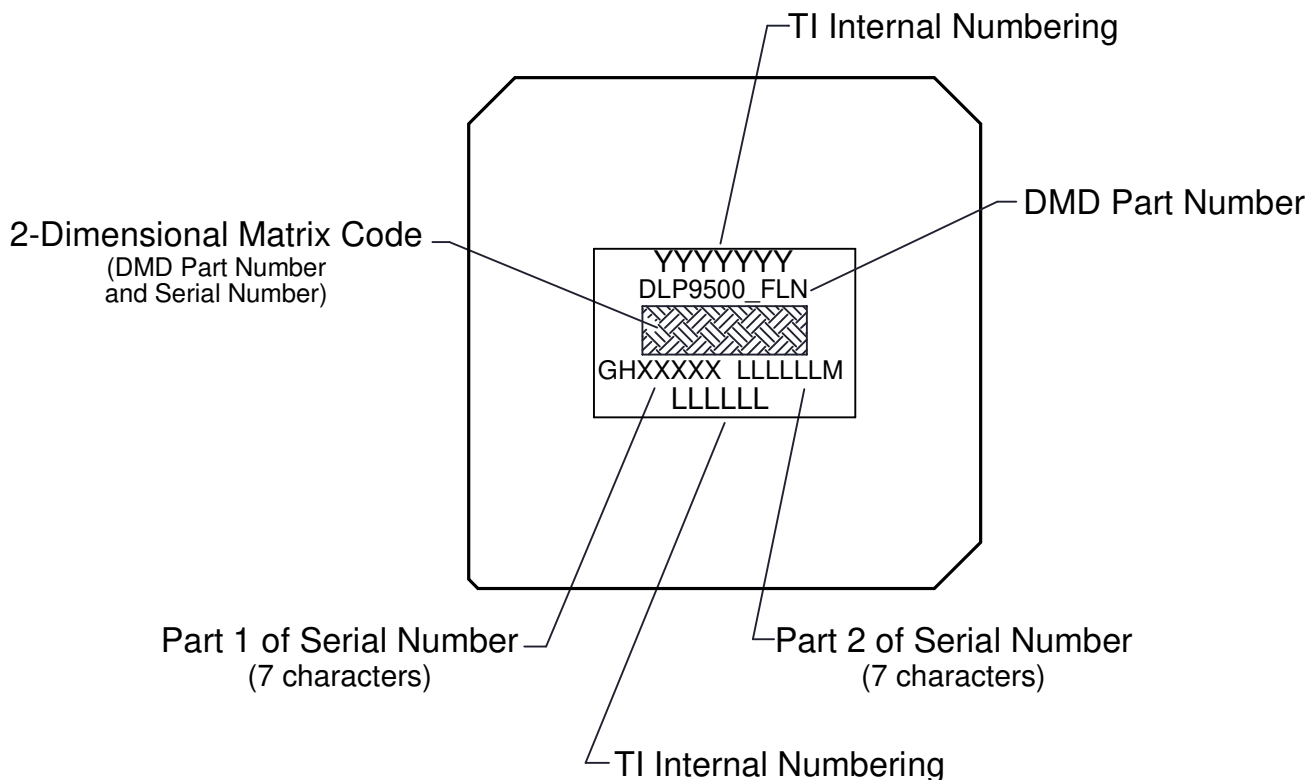 TI Internal Numbering
DMD Part Number
2-Dimensional Matrix Code
(DMD Part Number
and Serial Number)
YYYYYYY
DLP9500_FLN
GHXXXXX LLLLLLM
LLLLLL
Part 1 of Serial Number
(7 characters)
Part 2 of Serial Number
(7 characters)
TI Internal Numbering